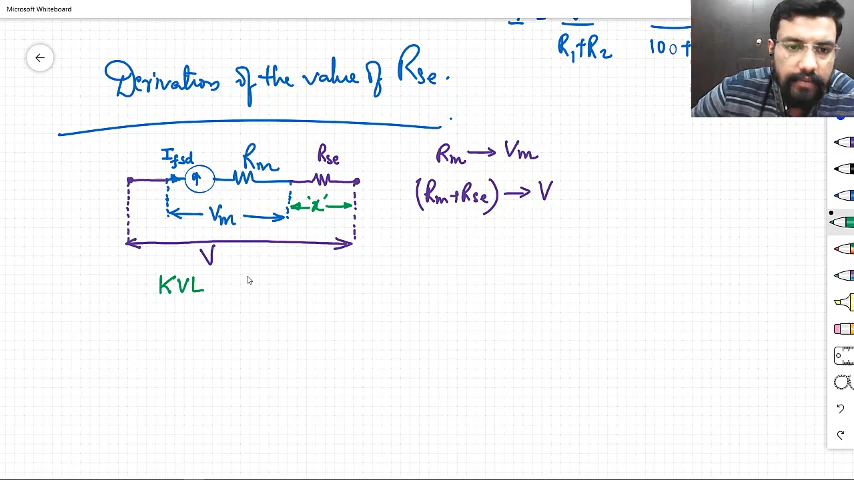 Microsoft Whiteboard
R₁+R₂
100+
Derivation of the value of Rse.
Ifsd
Rm
Rse
Rm → Vm
(Rm+Rse) → V
Vm
'x'
V
KVL